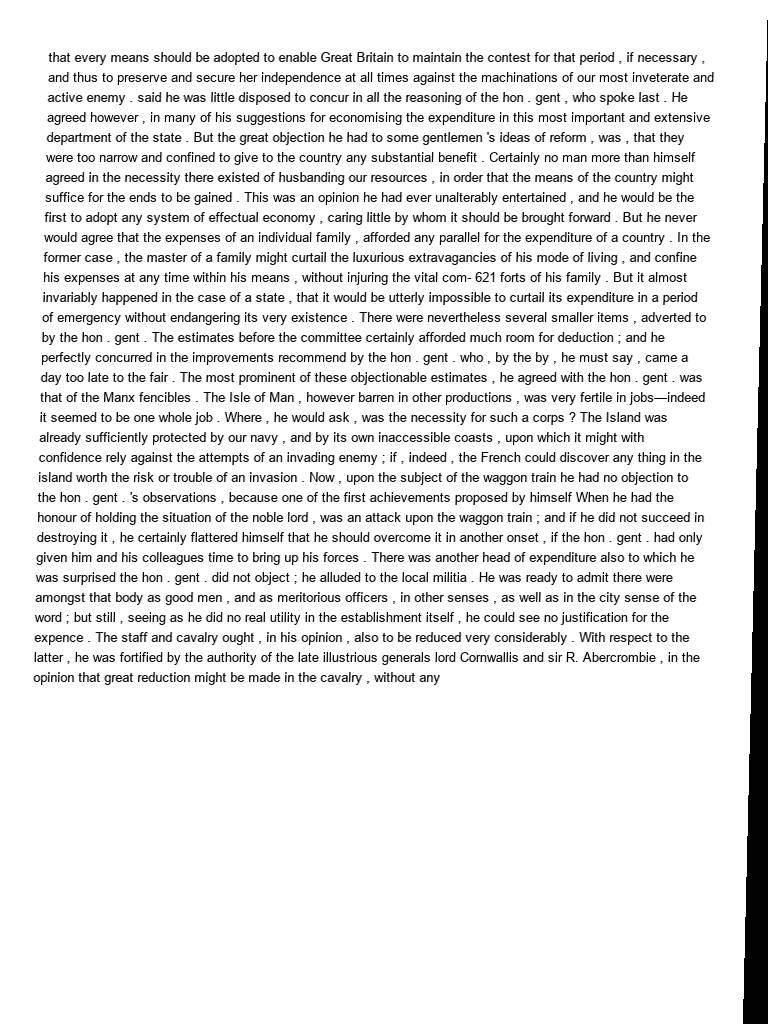 that every means should be adopted to enable Great Britain to maintain the contest for that period , if necessary ,
and thus to preserve and secure her independence at all times against the machinations of our most inveterate and
active enemy . said he was little disposed to concur in all the reasoning of the hon . gent , who spoke last . He
agreed however , in many of his suggestions for economising the expenditure in this most important and extensive
department of the state . But the great objection he had to some gentlemen 's ideas of reform , was , that they
were too narrow and confined to give to the country any substantial benefit . Certainly no man more than himself
agreed in the necessity there existed of husbanding our resources , in order that the means of the country might
suffice for the ends to be gained . This was an opinion he had ever unalterably entertained , and he would be the
first to adopt any system of effectual economy , caring little by whom it should be brought forward . But he never
would agree that the expenses of an individual family , afforded any parallel for the expenditure of a country . In the
former case , the master of a family might curtail the luxurious extravagancies of his mode of living , and confine
his expenses at any time within his means , without injuring the vital com- 621 forts of his family . But it almost
invariably happened in the case of a state , that it would be utterly impossible to curtail its expenditure in a period
of emergency without endangering its very existence . There were nevertheless several smaller items , adverted to
by the hon . gent . The estimates before the committee certainly afforded much room for deduction ; and he
perfectly concurred in the improvements recommend by the hon . gent . who , by the by , he must say , came a
day too late to the fair . The most prominent of these objectionable estimates , he agreed with the hon . gent . was
that of the Manx fencibles . The Isle of Man , however barren in other productions , was very fertile in jobs—indeed
it seemed to be one whole job . Where , he would ask , was the necessity for such a corps ? The Island was
already sufficiently protected by our navy , and by its own inaccessible coasts , upon which it might with
confidence rely against the attempts of an invading enemy ; if , indeed , the French could discover any thing in the
island worth the risk or trouble of an invasion . Now , upon the subject of the waggon train he had no objection to
the hon . gent . 's observations , because one of the first achievements proposed by himself When he had the
honour of holding the situation of the noble lord , was an attack upon the waggon train ; and if he did not succeed in
destroying it , he certainly flattered himself that he should overcome it in another onset , if the hon . gent . had only
given him and his colleagues time to bring up his forces . There was another head of expenditure also to which he
was surprised the hon . gent . did not object ; he alluded to the local militia . He was ready to admit there were
amongst that body as good men , and as meritorious officers , in other senses , as well as in the city sense of the
word ; but still , seeing as he did no real utility in the establishment itself , he could see no justification for the
expence . The staff and cavalry ought , in his opinion , also to be reduced very considerably . With respect to the
latter , he was fortified by the authority of the late illustrious generals lord Cornwallis and sir R. Abercrombie , in the
opinion that great reduction might be made in the cavalry , without any